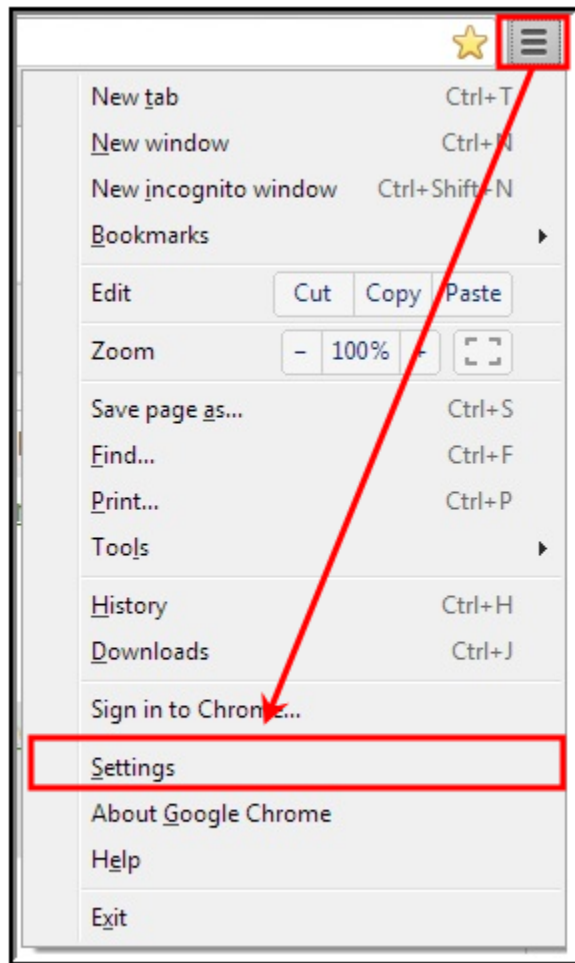 New tab Ctrl+T
New window Ctrl+N
New incognito window Ctrl+Shift+N
Bookmarks
Edit Cut Copy Paste
Zoom − 100% +
Save page as... Ctrl+S
Find... Ctrl+F
Print... Ctrl+P
Tools
History Ctrl+H
Downloads Ctrl+J
Sign in to Chrome...
Settings
About Google Chrome
Help
Exit